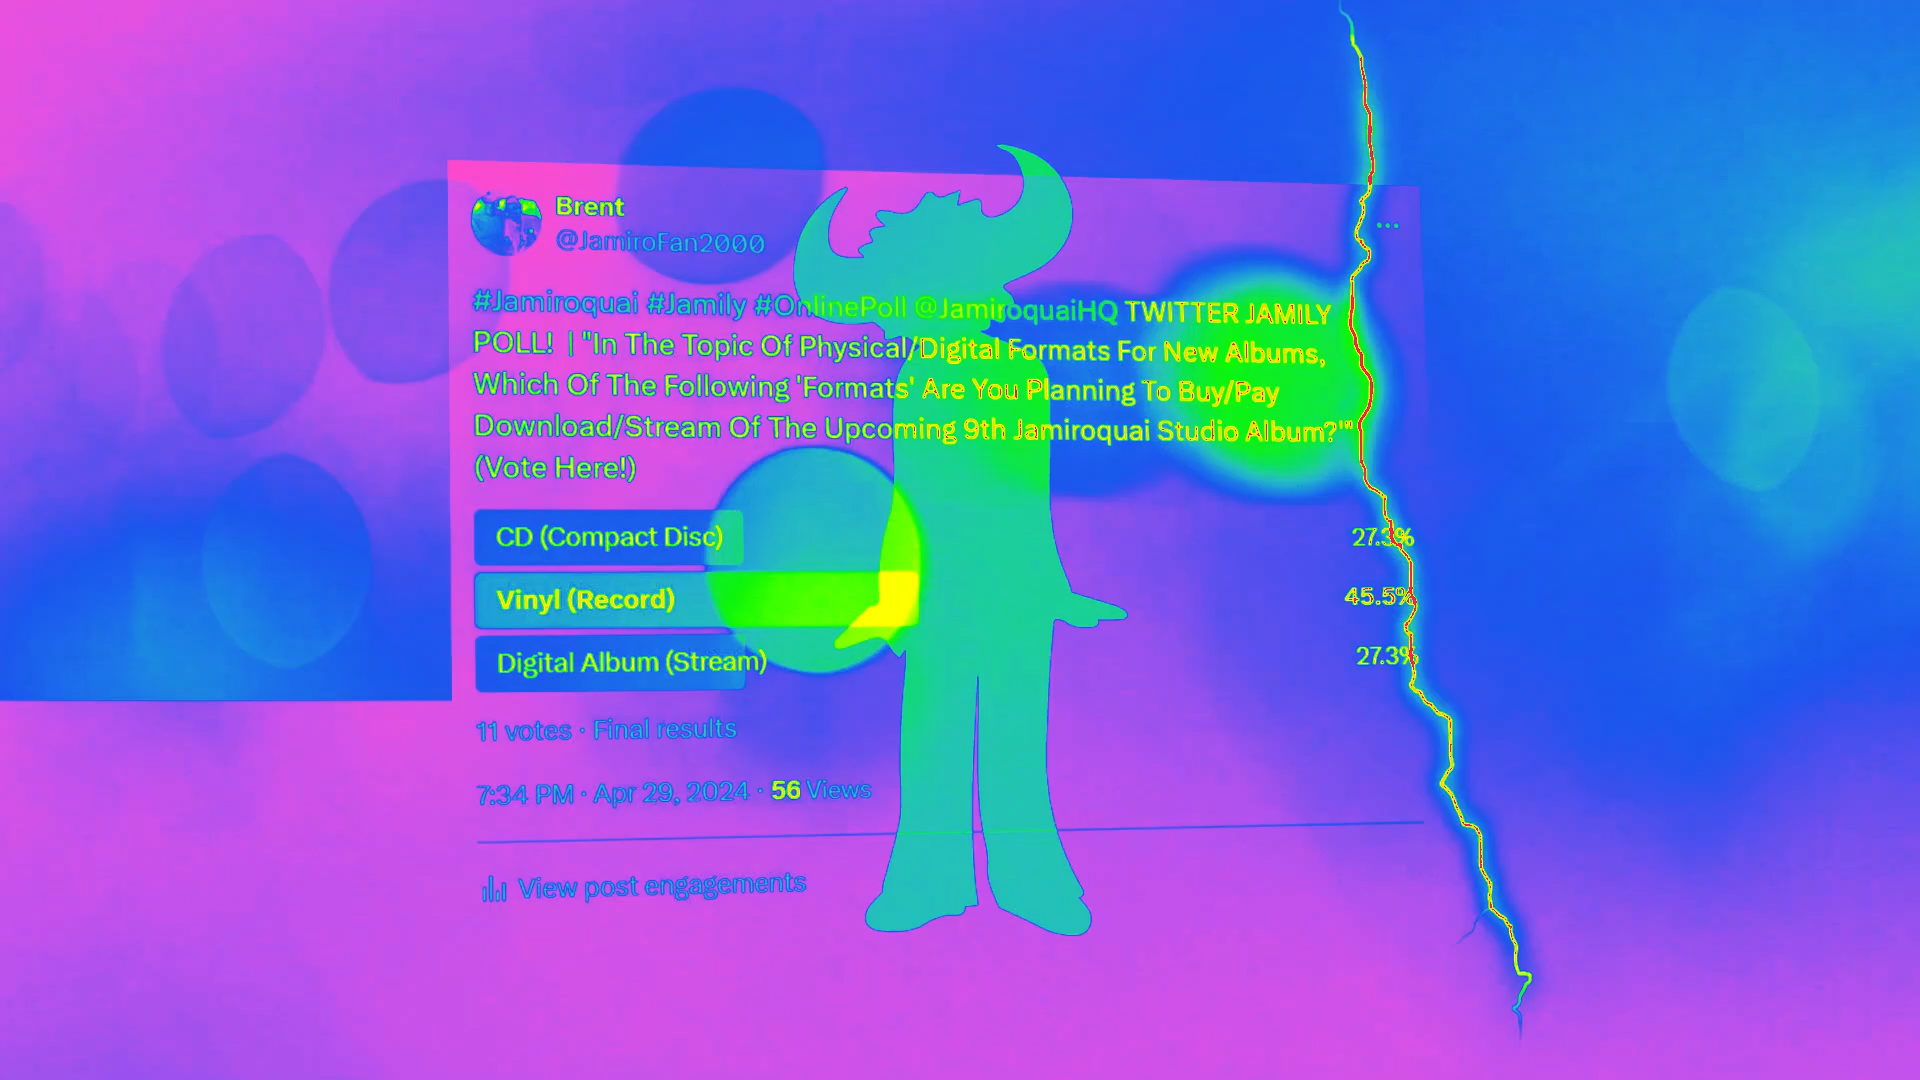 Brent
@JamiroFan2000
#Jamiroquai #Jamily #OnlinePoll @JamiroquaiHQ TWITTER JAMILY
POLL! | "In The Topic Of Physical/Digital Formats For New Albums,
Which Of The Following 'Formats' Are You Planning To Buy/Pay
Download/Stream Of The Upcoming 9th Jamiroquai Studio Album?'"
(Vote Here!)
CD (Compact Disc) 27.3%
Vinyl (Record) 45.5%
Digital Album (Stream) 27.3%
11 votes · Final results
7:34 PM · Apr 29, 2024 · 56 Views
View post engagements